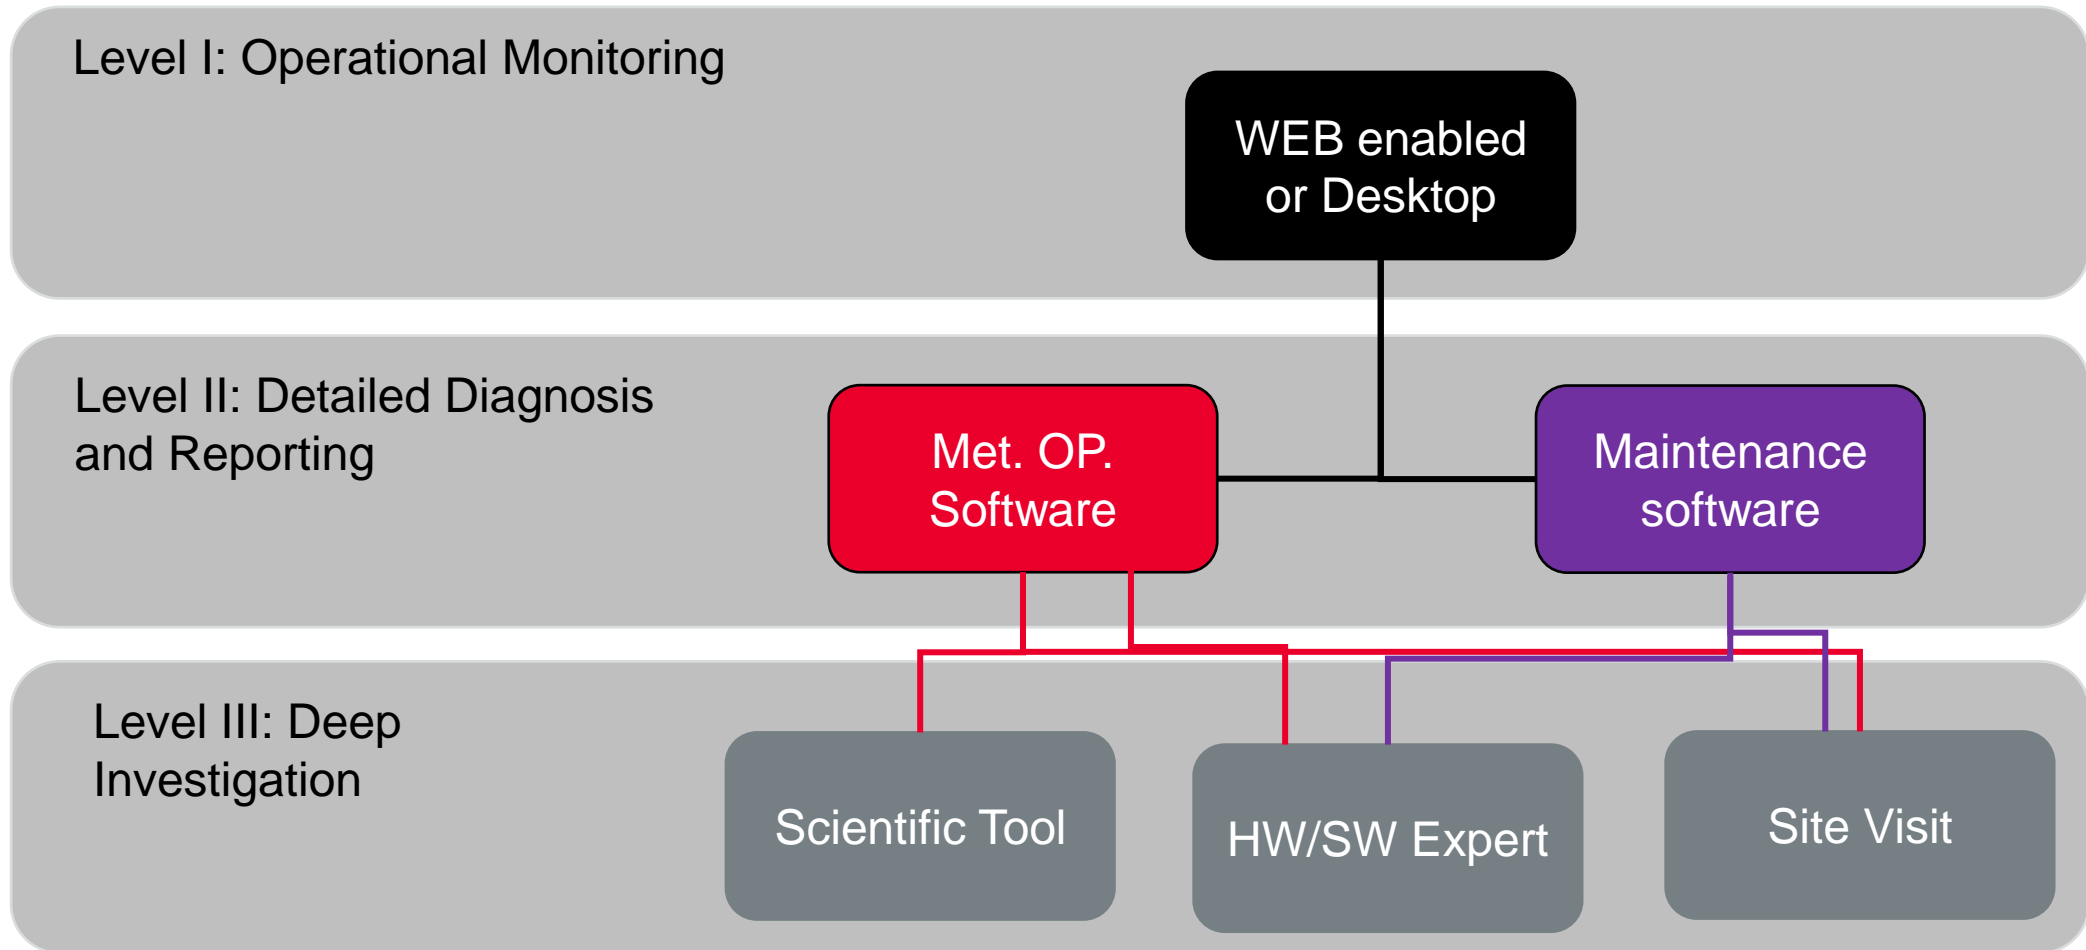 Level I: Operational Monitoring
WEB enabled
or Desktop
Level II: Detailed Diagnosis
and Reporting
Met. OP.
Software
Maintenance
software
Level III: Deep
Investigation
Scientific Tool
HW/SW Expert
Site Visit